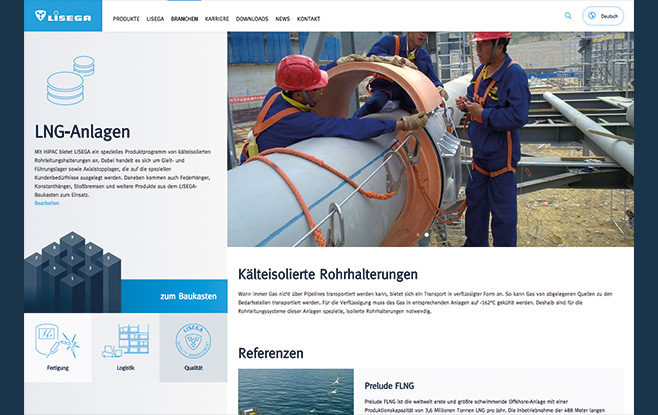 LISEGA
PRODUKTE LISEGA BRANCHEN KARRIERE DOWNLOADS NEWS KONTAKT
Deutsch
LNG-Anlagen
Mit HIPAC bietet LISEGA ein spezielles Produktprogramm von kälteisolierten
Rohrleitungshalterungen an. Dabei handelt es sich um Gleit- und
Führungslager sowie Axialstopplager, die auf die speziellen
Kundenbedürfnisse ausgelegt werden. Daneben kommen auch Federhänger,
Konstanthänger, Stoßbremsen und weitere Produkte aus dem LISEGA-
Baukasten zum Einsatz.
Bearbeiten
zum Baukasten
Fertigung
Logistik
LISEGA
Qualität
Kälteisolierte Rohrhalterungen
Wann immer Gas nicht über Pipelines transportiert werden kann, bietet sich ein Transport in verflüssigter Form an. So kann Gas von abgelegenen Quellen zu den
Bedarfsstellen transportiert werden. Für die Verflüssigung muss das Gas in entsprechenden Anlagen auf -162°C gekühlt werden. Deshalb sind für die
Rohrleitungssysteme dieser Anlagen spezielle, isolierte Rohrhalterungen notwendig.
Referenzen
Prelude FLNG
Prelude FLNG ist die weltweit erste und größte schwimmende Offshore-Anlage mit einer
Produktionskapazität von 3,6 Millionen Tonnen LNG pro Jahr. Die Inbetriebnahme der 488 Meter langen